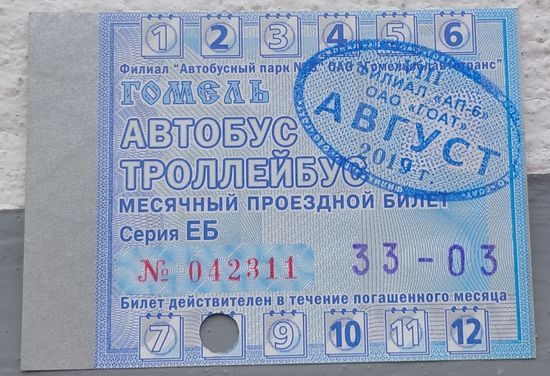 1 2 3 4 5 6
Филиал "Автобусный парк ОАО "Гомельоблавтотранс"
ГОМЕЛЬ
АВТОБУС
ТРОЛЛЕЙБУС
МЕСЯЧНЫЙ ПРОЕЗДНОЙ БИЛЕТ
Серия ЕБ
№ 042311
33-03
Билет действителен в течение погашенного месяца
7 9 10 11 12
ФИЛИАЛ «АП-6»
ОАО «ГОАТ»
АВГУСТ
2019 г